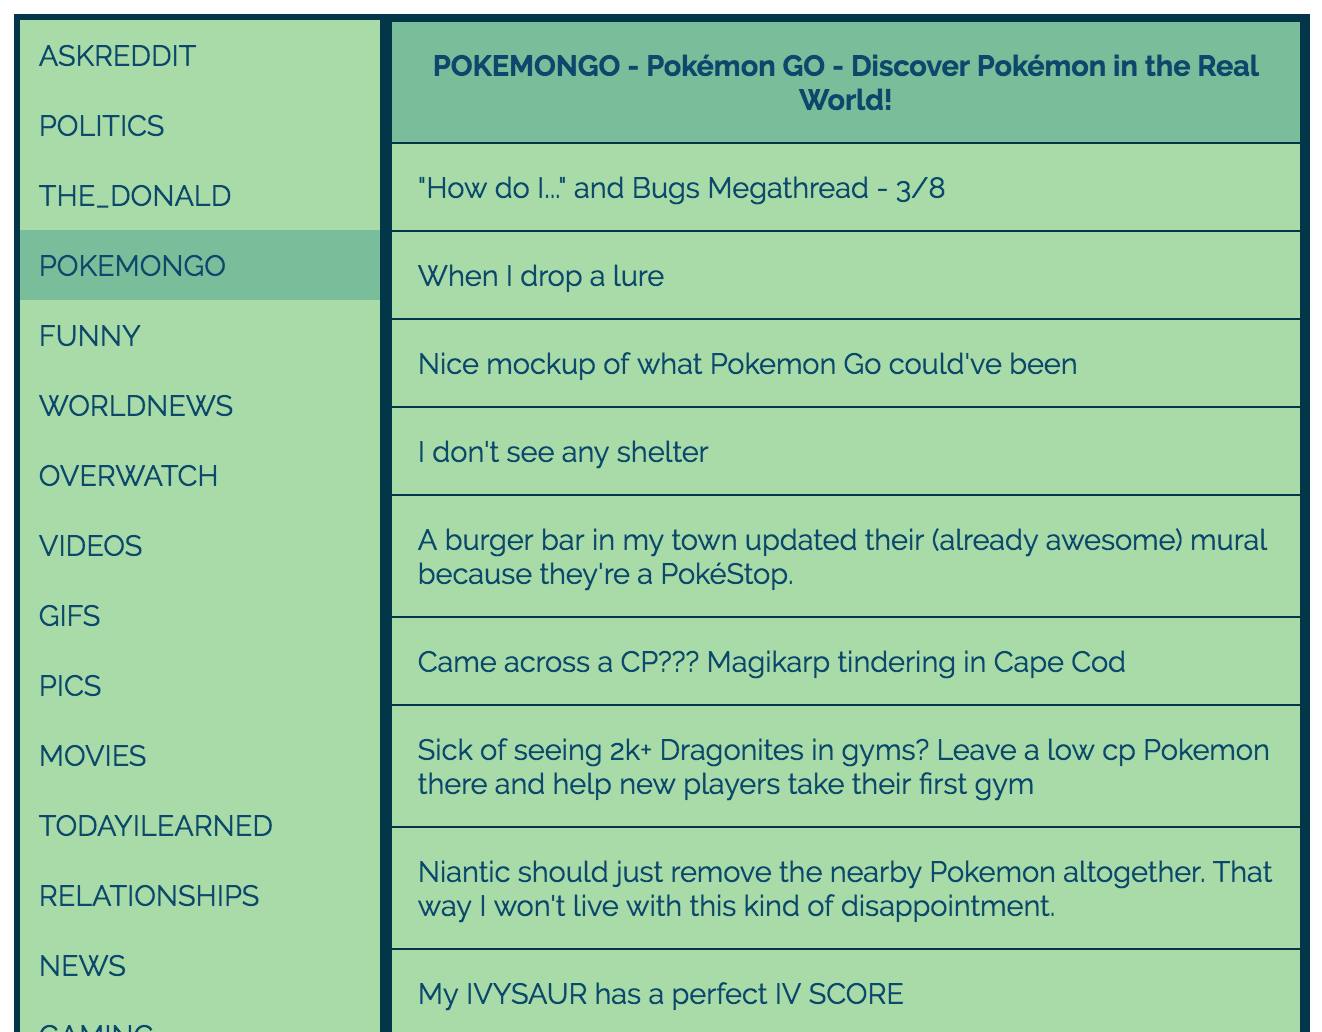 ASKREDDIT
POLITICS
THE_DONALD
POKEMONGO
FUNNY
WORLDNEWS
OVERWATCH
VIDEOS
GIFS
PICS
MOVIES
TODAYILEARNED
RELATIONSHIPS
NEWS
GAMING
POKEMONGO - Pokémon GO - Discover Pokémon in the Real
World!
"How do I..." and Bugs Megathread - 3/8
When I drop a lure
Nice mockup of what Pokemon Go could've been
I don't see any shelter
A burger bar in my town updated their (already awesome) mural
because they're a PokéStop.
Came across a CP??? Magikarp tindering in Cape Cod
Sick of seeing 2k+ Dragonites in gyms? Leave a low cp Pokemon
there and help new players take their first gym
Niantic should just remove the nearby Pokemon altogether. That
way I won't live with this kind of disappointment.
My IVYSAUR has a perfect IV SCORE